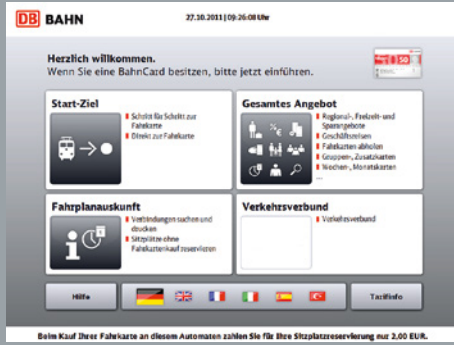 DB BAHN
27.10.2011|09:26:08 Uhr
Herzlich willkommen.
Wenn Sie eine BahnCard besitzen, bitte jetzt einführen.
Start-Ziel
Schritt für Schritt zur
Fahrkarte
Direkt zur Fahrkarte
Gesamtes Angebot
Regional-, Freizeit- und
Sparangebote
Geschäftsreisen
Fahrkarten abholen
Gruppen-, Zusatzkarten
Wochen-, Monatskarten
...
Fahrplanauskunft
Verbindungen suchen und
drucken
Sitzplätze ohne
Fahrkartenkauf reservieren
Verkehrsverbund
Verkehrsverbund
Hilfe
Tarifinfo
Beim Kauf Ihrer Fahrkarte an diesem Automaten zahlen Sie für Ihre Sitzplatzreservierung nur 2,00 EUR.